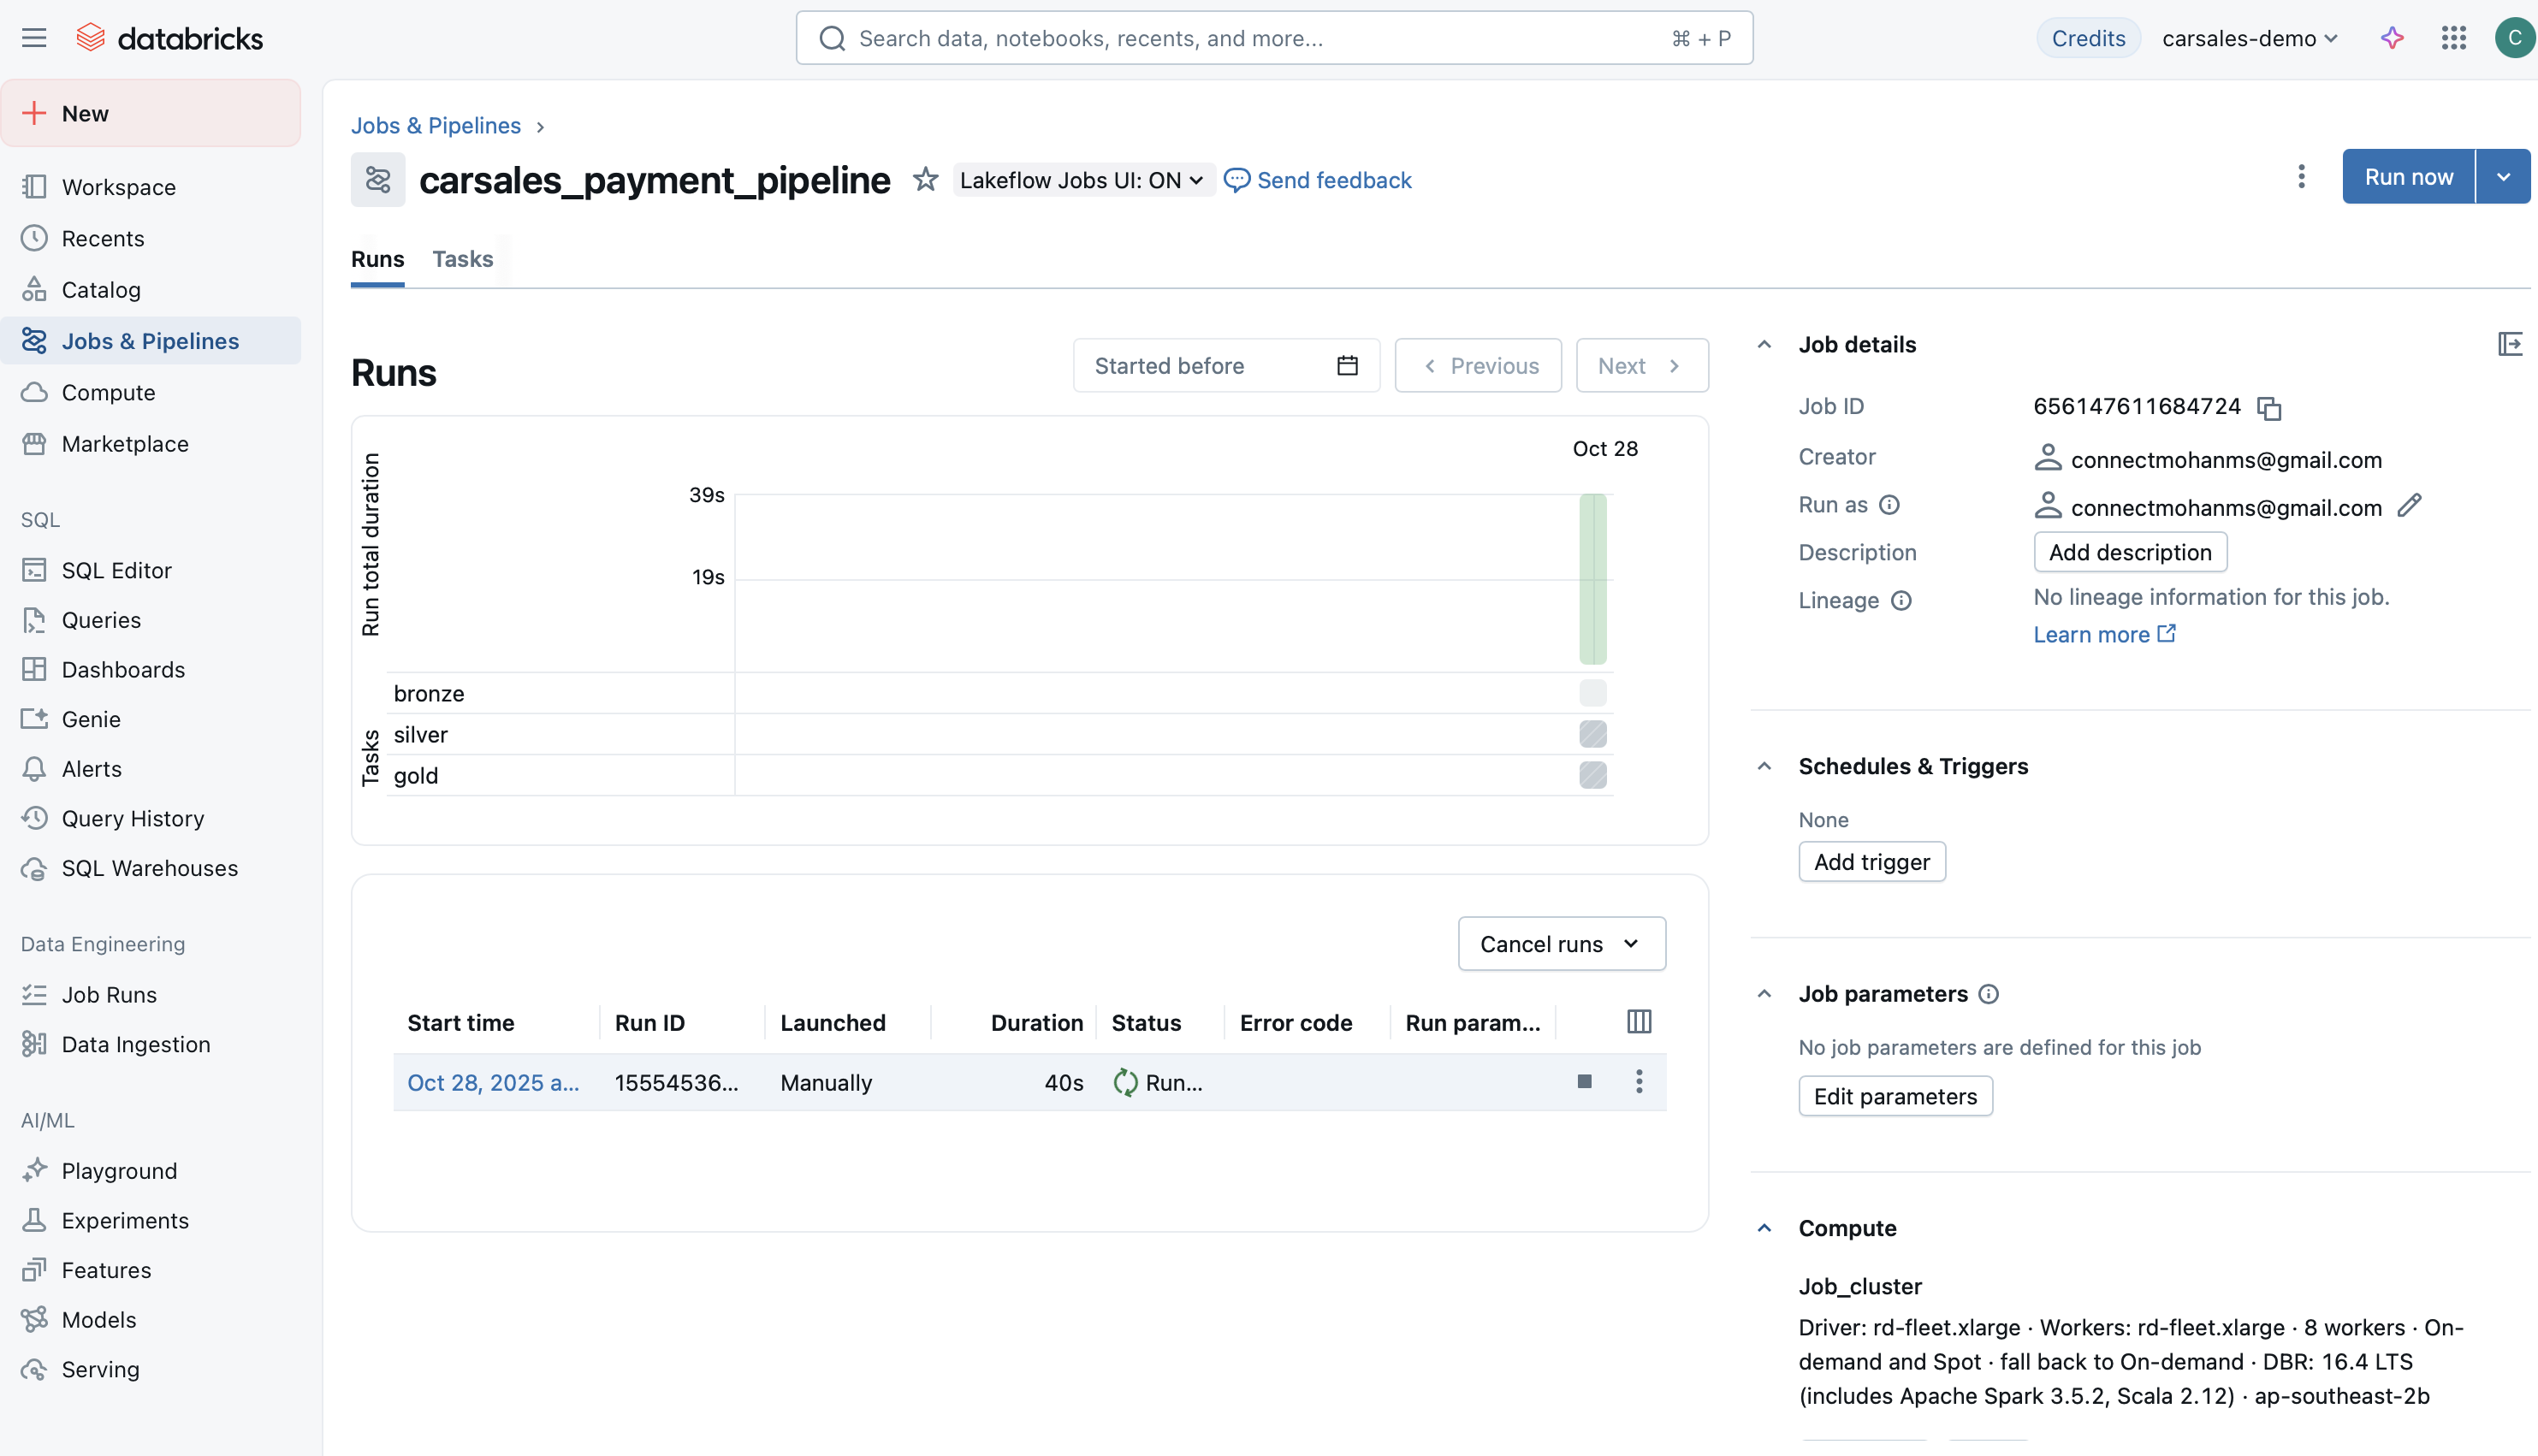 databricks
Search data, notebooks, recents, and more...
⌘ + P
Credits
carsales-demo
C
New
Workspace
Recents
Catalog
Jobs & Pipelines
Compute
Marketplace
SQL
SQL Editor
Queries
Dashboards
Genie
Alerts
Query History
SQL Warehouses
Data Engineering
Job Runs
Data Ingestion
AI/ML
Playground
Experiments
Features
Models
Serving
Jobs & Pipelines ›
carsales_payment_pipeline
Lakeflow Jobs UI: ON
Send feedback
Run now
Runs
Tasks
Runs
Started before
Previous
Next
Oct 28
Run total duration
39s
19s
Tasks
bronze
silver
gold
Cancel runs
Start time Run ID Launched Duration Status Error code Run param...
Oct 28, 2025 a... 15554536... Manually 40s Run...
Job details
Job ID 656147611684724
Creator connectmohanms@gmail.com
Run as connectmohanms@gmail.com
Description Add description
Lineage No lineage information for this job.
Learn more
Schedules & Triggers
None
Add trigger
Job parameters
No job parameters are defined for this job
Edit parameters
Compute
Job_cluster
Driver: rd-fleet.xlarge · Workers: rd-fleet.xlarge · 8 workers · On-
demand and Spot · fall back to On-demand · DBR: 16.4 LTS
(includes Apache Spark 3.5.2, Scala 2.12) · ap-southeast-2b